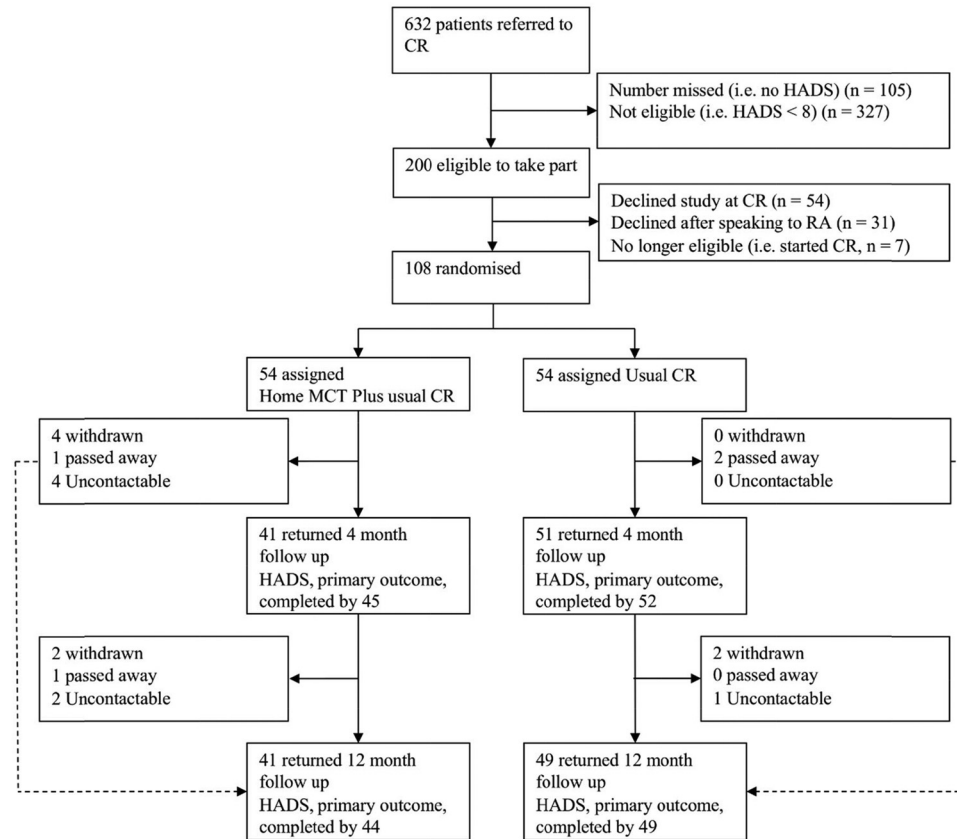 632 patients referred to
CR
Number missed (i.e. no HADS) (n = 105)
Not eligible (i.e. HADS < 8) (n = 327)
200 eligible to take part
Declined study at CR (n = 54)
Declined after speaking to RA (n = 31)
No longer eligible (i.e. started CR, n = 7)
108 randomised
54 assigned
Home MCT Plus usual CR
54 assigned Usual CR
4 withdrawn
1 passed away
4 Uncontactable
0 withdrawn
2 passed away
0 Uncontactable
41 returned 4 month
follow up
HADS, primary outcome,
completed by 45
51 returned 4 month
follow up
HADS, primary outcome,
completed by 52
2 withdrawn
1 passed away
2 Uncontactable
2 withdrawn
0 passed away
1 Uncontactable
41 returned 12 month
follow up
HADS, primary outcome,
completed by 44
49 returned 12 month
follow up
HADS, primary outcome,
completed by 49